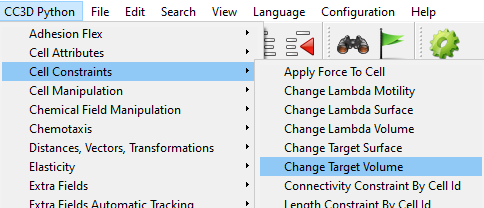 CC3D Python File Edit Search View Language Configuration Help
Adhesion Flex
Cell Attributes
Cell Constraints
Cell Manipulation
Chemical Field Manipulation
Chemotaxis
Distances, Vectors, Transformations
Elasticity
Extra Fields
Extra Fields Automatic Tracking
Apply Force To Cell
Change Lambda Motility
Change Lambda Surface
Change Lambda Volume
Change Target Surface
Change Target Volume
Connectivity Constraint By Cell Id
Length Constraint By Cell Id